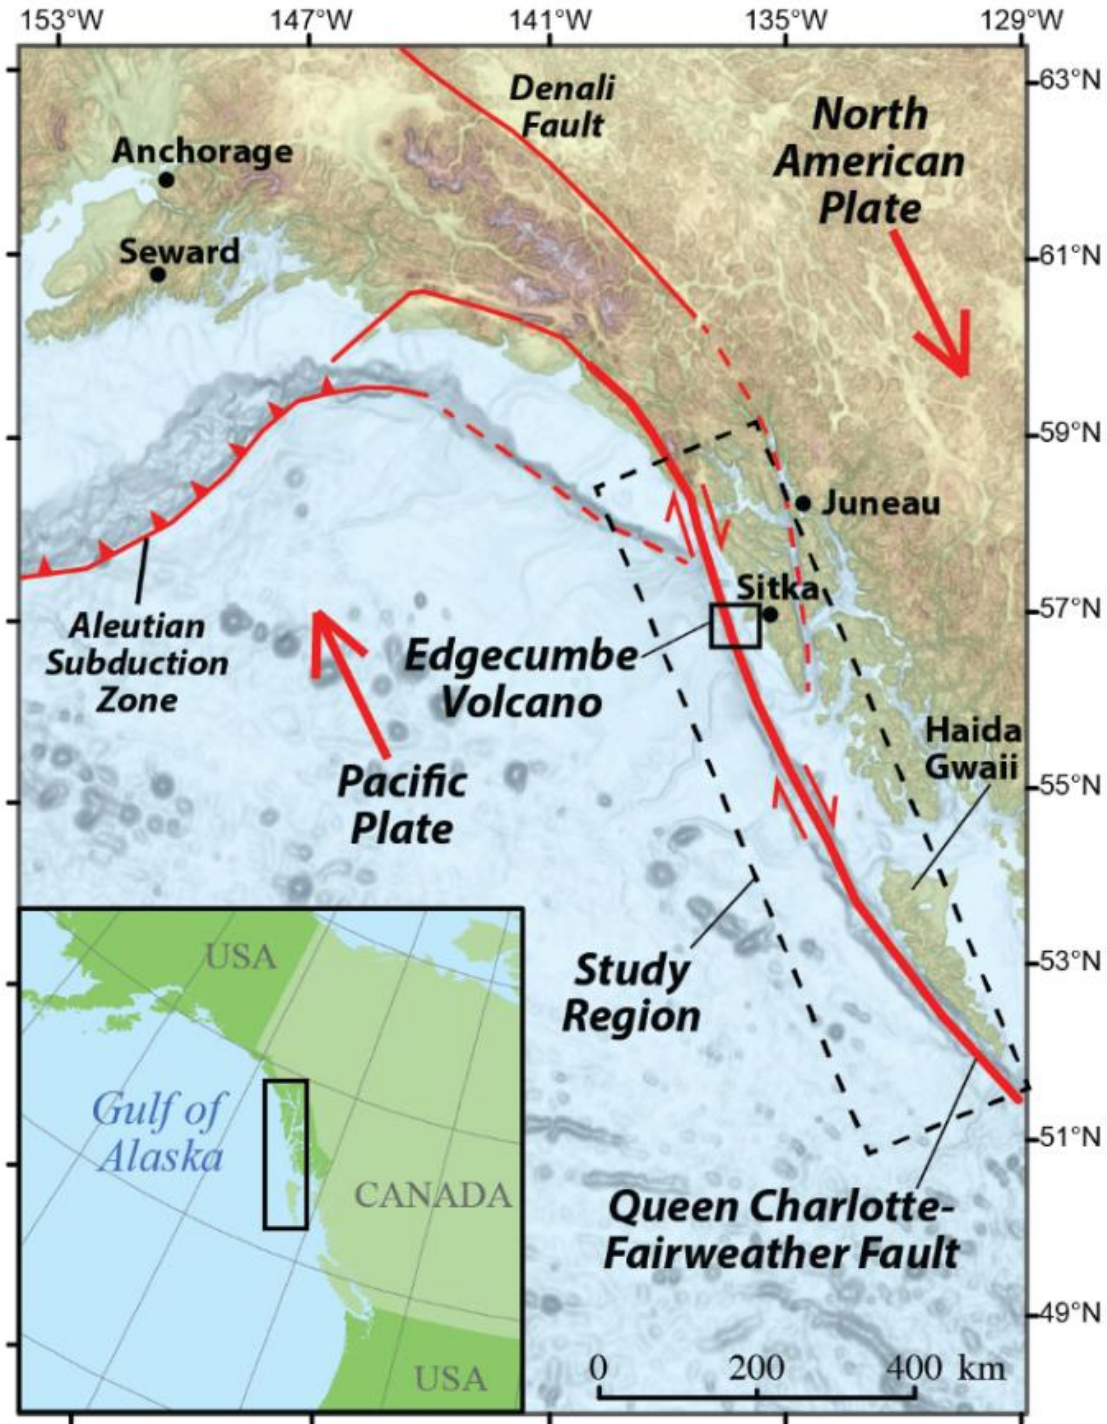 153°W 147°W 141°W 135°W 129°W
63°N
Denali
Fault
North
American
Plate
Anchorage
Seward
61°N
59°N
Juneau
Sitka
57°N
Aleutian
Subduction
Zone
Edgecumbe
Volcano
Haida
Gwaii
Pacific
Plate
55°N
Study
Region
53°N
51°N
Queen Charlotte-
Fairweather Fault
49°N
0 200 400 km
USA
Gulf of
Alaska
CANADA
USA